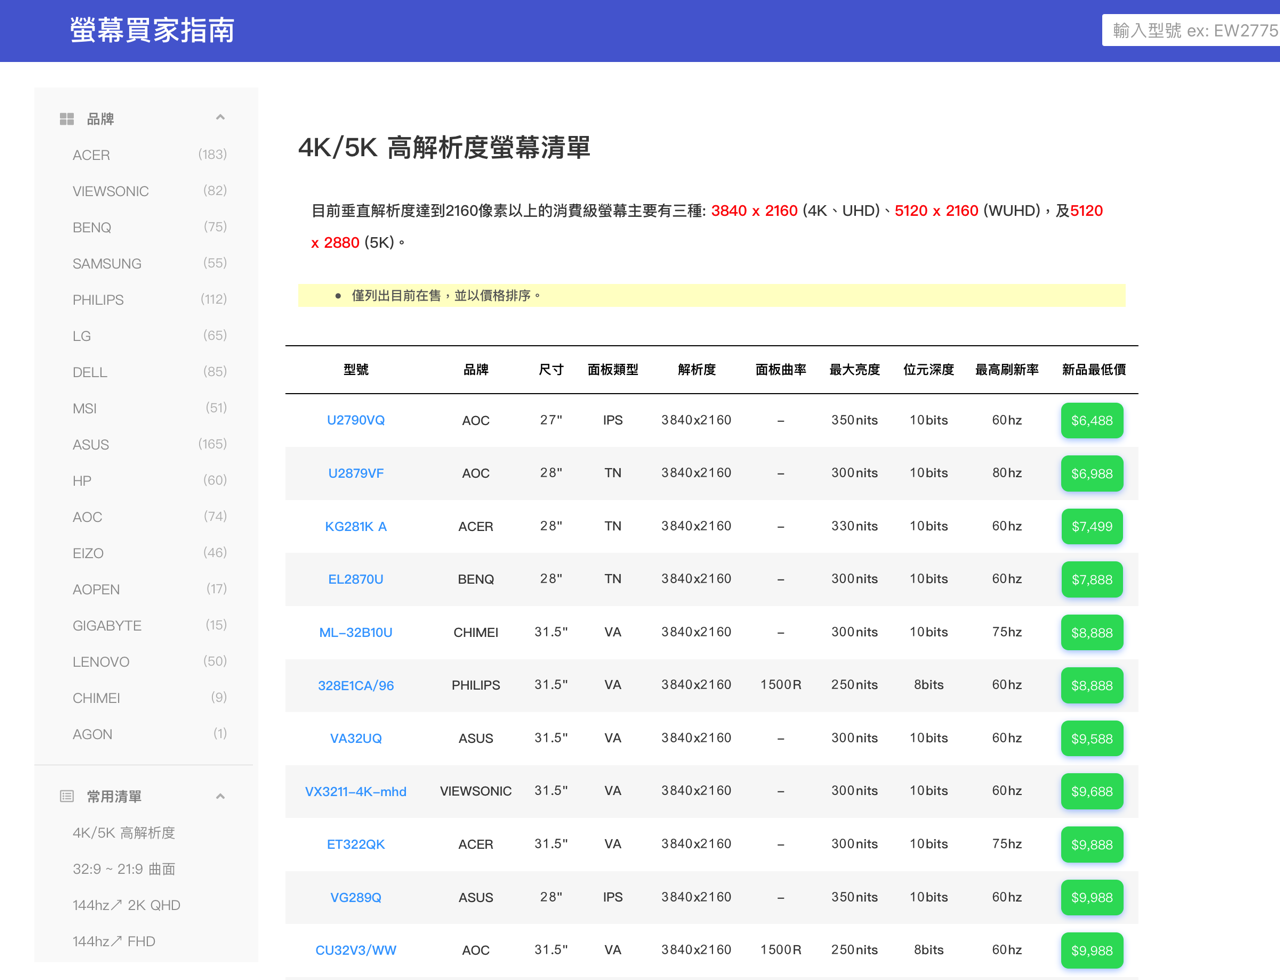 螢幕買家指南
輸入型號 ex: EW2775
品牌
ACER (183)
VIEWSONIC (82)
BENQ (75)
SAMSUNG (55)
PHILIPS (112)
LG (65)
DELL (85)
MSI (51)
ASUS (165)
HP (60)
AOC (74)
EIZO (46)
AOPEN (17)
GIGABYTE (15)
LENOVO (50)
CHIMEI (9)
AGON (1)
常用清單
4K/5K 高解析度
32:9 ~ 21:9 曲面
144hz↗ 2K QHD
144hz↗ FHD
4K/5K 高解析度螢幕清單
目前垂直解析度達到2160像素以上的消費級螢幕主要有三種: 3840 x 2160 (4K、UHD)、5120 x 2160 (WUHD)，及5120
x 2880 (5K)。
• 僅列出目前在售，並以價格排序。
型號 品牌 尺寸 面板類型 解析度 面板曲率 最大亮度 位元深度 最高刷新率 新品最低價
U2790VQ AOC 27" IPS 3840x2160 – 350nits 10bits 60hz $6,488
U2879VF AOC 28" TN 3840x2160 – 300nits 10bits 80hz $6,988
KG281K A ACER 28" TN 3840x2160 – 330nits 10bits 60hz $7,499
EL2870U BENQ 28" TN 3840x2160 – 300nits 10bits 60hz $7,888
ML-32B10U CHIMEI 31.5" VA 3840x2160 – 300nits 10bits 75hz $8,888
328E1CA/96 PHILIPS 31.5" VA 3840x2160 1500R 250nits 8bits 60hz $8,888
VA32UQ ASUS 31.5" VA 3840x2160 – 300nits 10bits 60hz $9,588
VX3211-4K-mhd VIEWSONIC 31.5" VA 3840x2160 – 300nits 10bits 60hz $9,688
ET322QK ACER 31.5" VA 3840x2160 – 300nits 10bits 75hz $9,888
VG289Q ASUS 28" IPS 3840x2160 – 350nits 10bits 60hz $9,988
CU32V3/WW AOC 31.5" VA 3840x2160 1500R 250nits 8bits 60hz $9,988